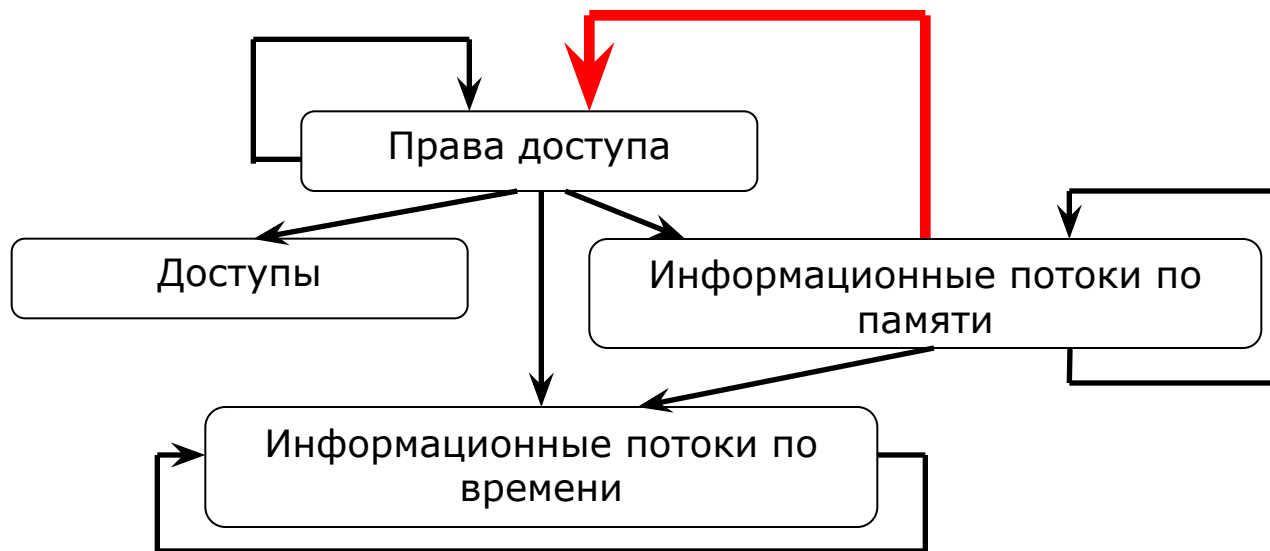 Права доступа
Доступы
Информационные потоки по
памяти
Информационные потоки по
времени